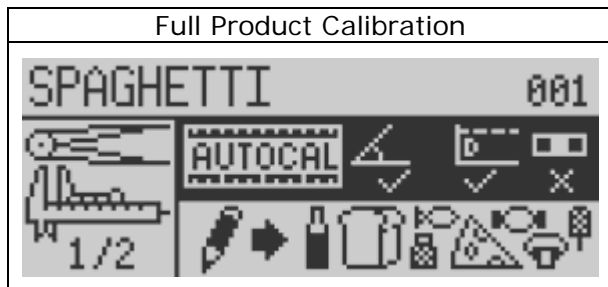 Full Product Calibration
SPAGHETTI 001
AUTOCAL
D
1/2